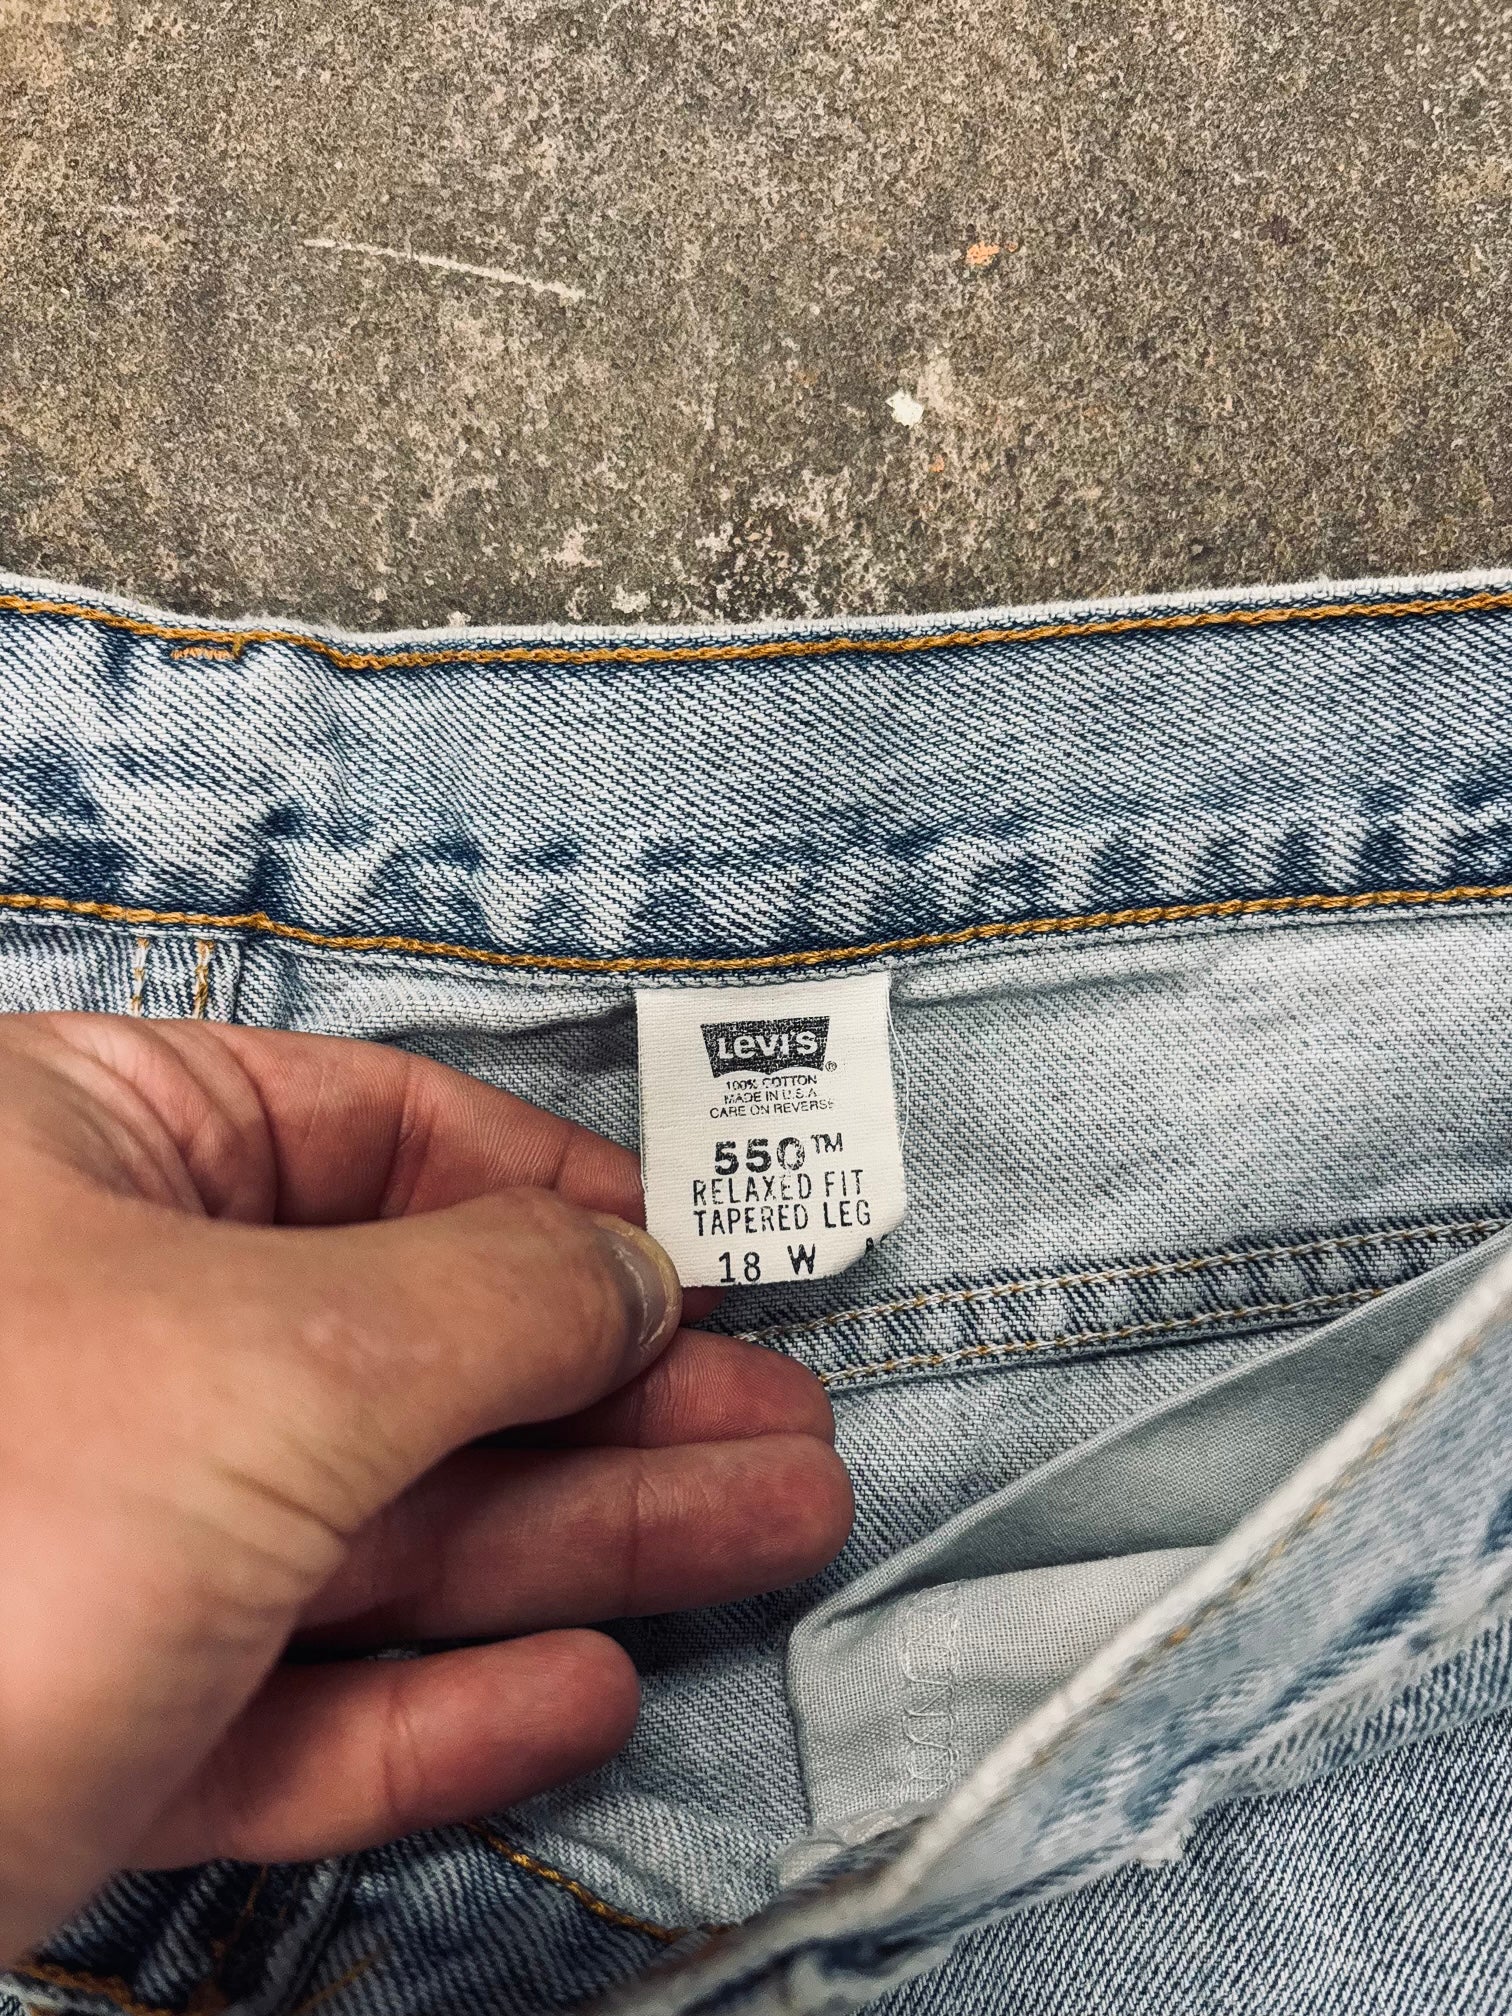 Levi's ®
100% COTTON
MADE IN U.S.A.
CARE ON REVERSE
550™
RELAXED FIT
TAPERED LEG
18 W